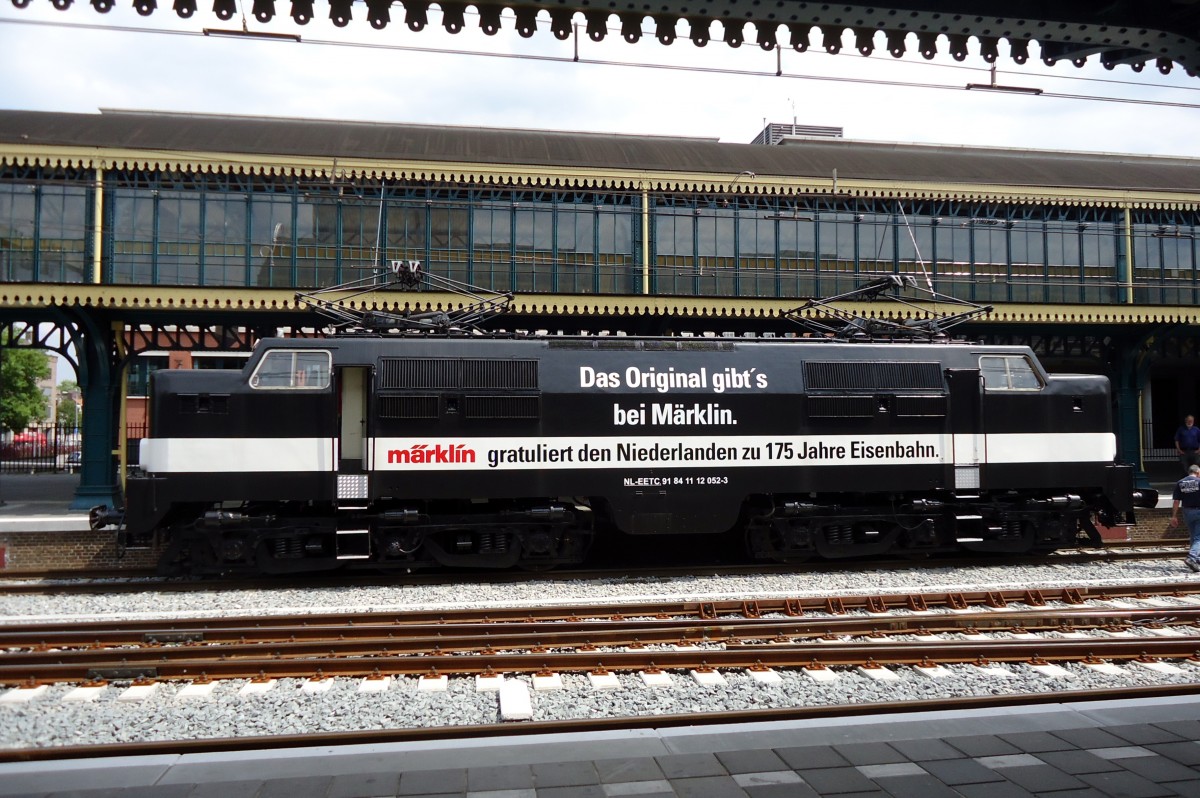 Das Original gibt´s
bei Märklin.
märklin gratuliert den Niederlanden zu 175 Jahre Eisenbahn.
NL-EETC 91 84 11 12 052-3